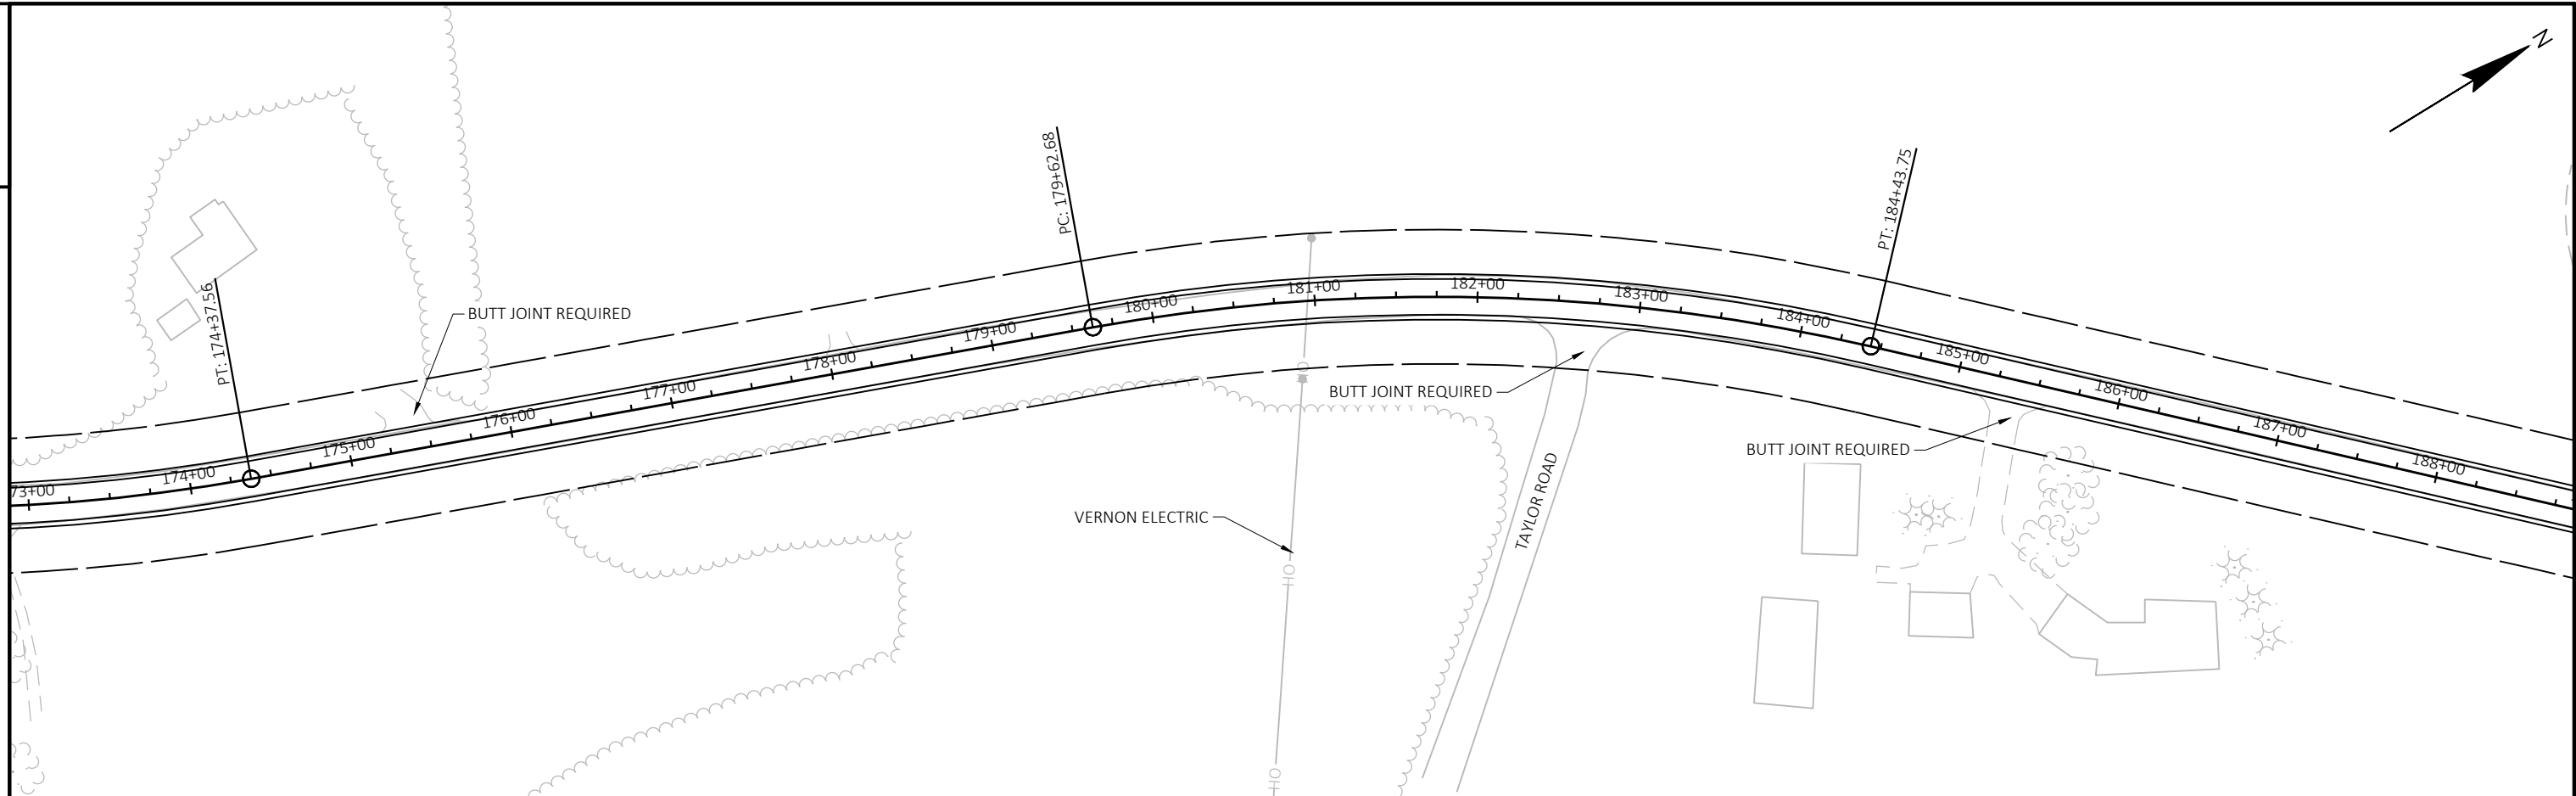 N
PC: 179+62.68
PT: 184+43.75
PT: 174+37.56
BUTT JOINT REQUIRED
73+00
174+00
175+00
176+00
177+00
178+00
179+00
180+00
181+00
182+00
183+00
184+00
185+00
186+00
187+00
188+00
BUTT JOINT REQUIRED
BUTT JOINT REQUIRED
VERNON ELECTRIC
TAYLOR ROAD
OH
OH